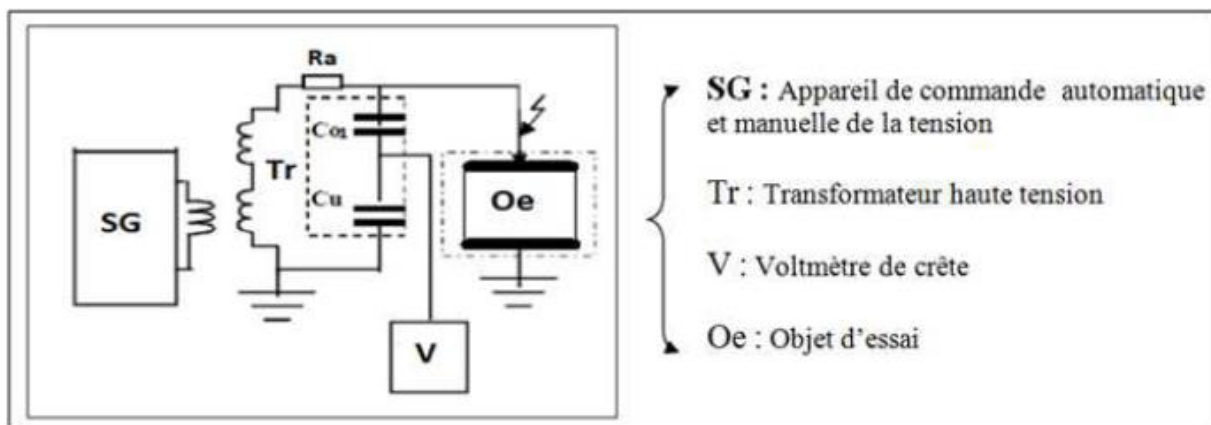 Ra
Co₁
Tr
Cu
SG
Oe
V
SG : Appareil de commande automatique
et manuelle de la tension
Tr : Transformateur haute tension
V : Voltmètre de crête
Oe : Objet d'essai